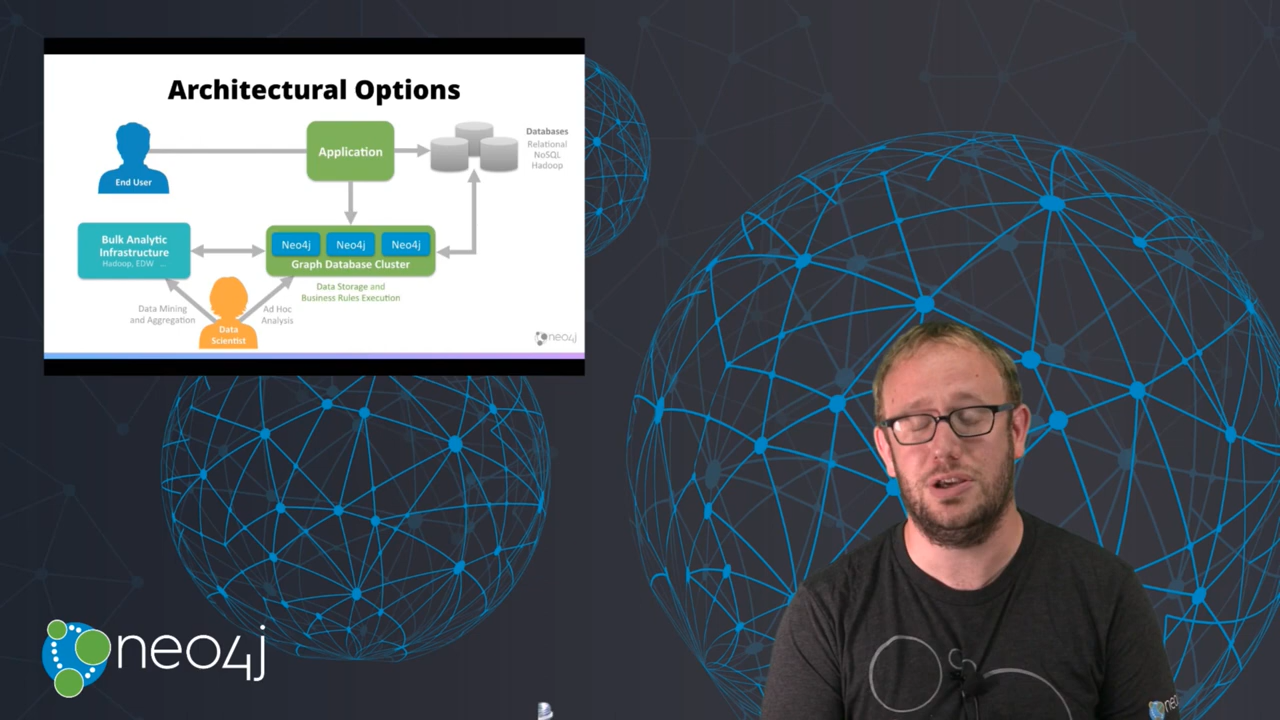 Architectural Options
End User
Application
Databases
Relational
NoSQL
Hadoop
Bulk Analytic
Infrastructure
Hadoop, EDW ...
Neo4j
Neo4j
Neo4j
Graph Database Cluster
Data Storage and
Business Rules Execution
Data Mining
and Aggregation
Ad Hoc
Analysis
Data
Scientist
neo4j
neo4j
neo